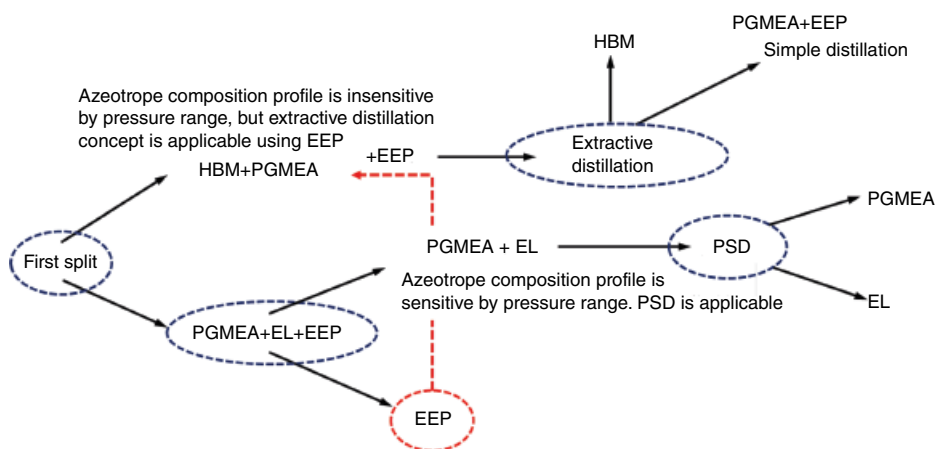 PGMEA+EEP
Simple distillation
HBM
Azeotrope composition profile is insensitive
by pressure range, but extractive distillation
concept is applicable using EEP
HBM+PGMEA
+EEP
Extractive
distillation
PGMEA
First split
PGMEA + EL
PSD
Azeotrope composition profile is
sensitive by pressure range. PSD is applicable
EL
PGMEA+EL+EEP
EEP